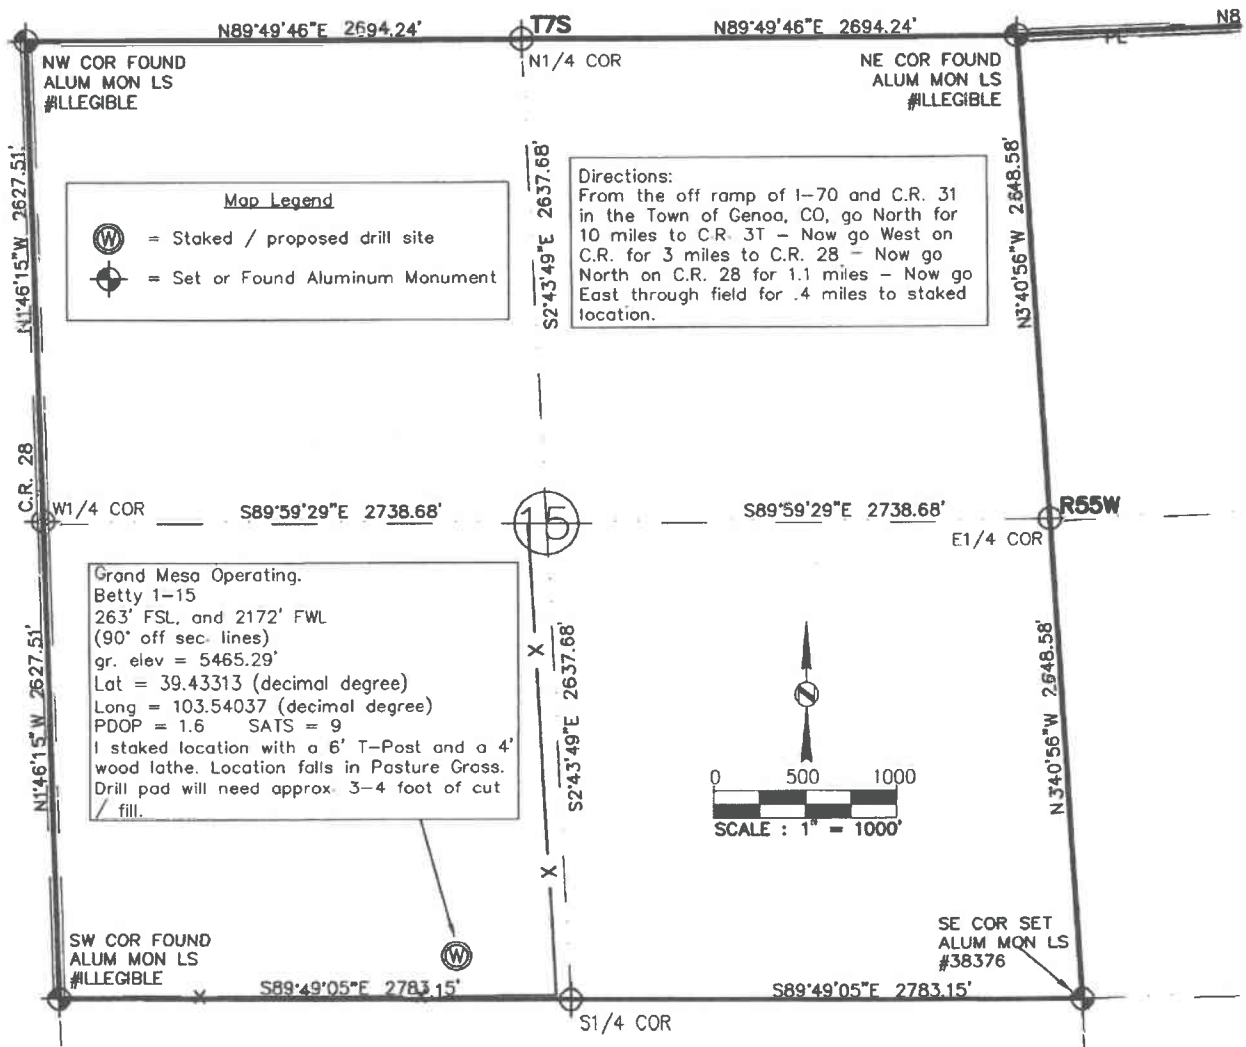 N89°49'46"E 2694.24'
T7S
N89°49'46"E 2694.24'
N8
PL
NW COR FOUND
ALUM MON LS
#ILLEGIBLE
N1/4 COR
NE COR FOUND
ALUM MON LS
#ILLEGIBLE
N1°46'15"W 2627.51'
Map Legend
W = Staked / proposed drill site
= Set or Found Aluminum Monument
S2°43'49"E 2637.68'
Directions:
From the off ramp of I-70 and C.R. 31
in the Town of Genoa, CO, go North for
10 miles to C.R. 3T - Now go West on
C.R. for 3 miles to C.R. 28 - Now go
North on C.R. 28 for 1.1 miles - Now go
East through field for .4 miles to staked
location.
N3°40'56"W 2648.58'
C.R. 28
W1/4 COR
S89°59'29"E 2738.68'
15
S89°59'29"E 2738.68'
R55W
E1/4 COR
Grand Mesa Operating.
Betty 1-15
263' FSL, and 2172' FWL
(90° off sec. lines)
gr. elev = 5465.29'
Lat = 39.43313 (decimal degree)
Long = 103.54037 (decimal degree)
PDOP = 1.6 SATS = 9
I staked location with a 6' T-Post and a 4'
wood lathe. Location falls in Pasture Grass.
Drill pad will need approx. 3-4 foot of cut
/ fill.
N1°46'15"W 2627.51'
X
S2°43'49"E 2637.68'
X
N
0 500 1000
SCALE : 1" = 1000'
N3°40'56"W 2648.58'
W
SW COR FOUND
ALUM MON LS
#ILLEGIBLE
SE COR SET
ALUM MON LS
#38376
X
X
S89°49'05"E 2783.15'
S89°49'05"E 2783.15'
S1/4 COR